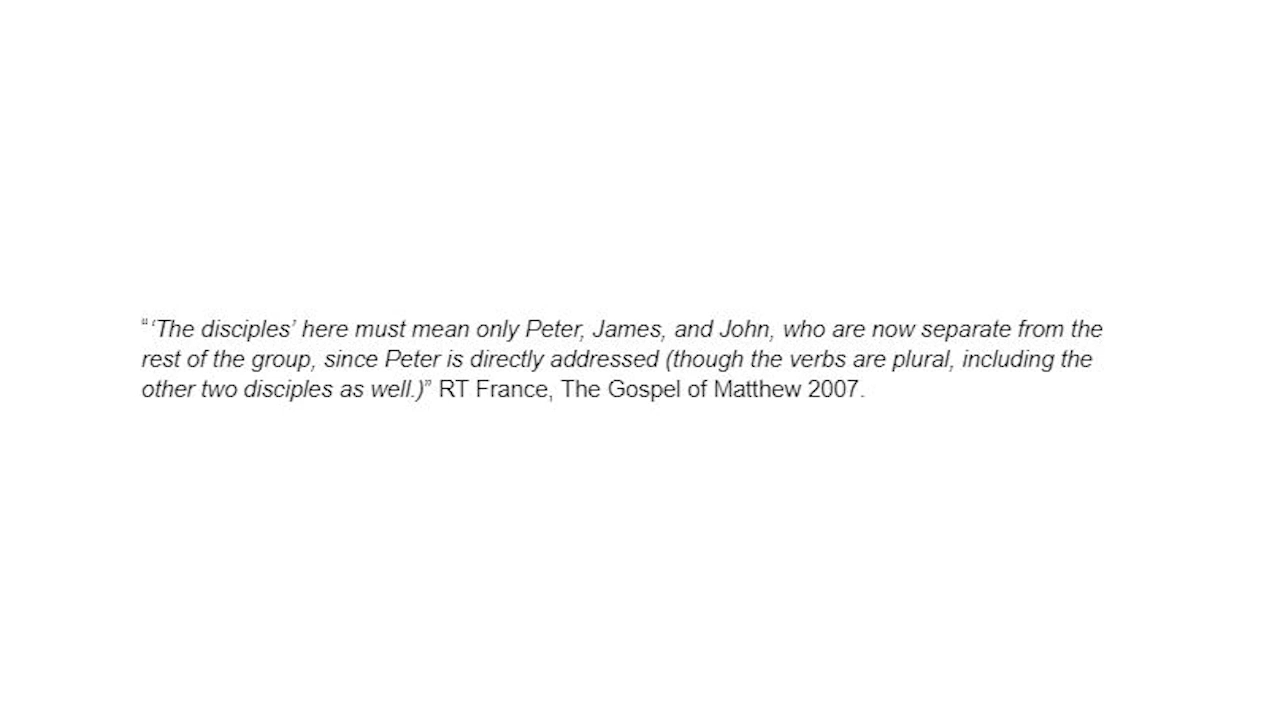 “‘The disciples’ here must mean only Peter, James, and John, who are now separate from the
rest of the group, since Peter is directly addressed (though the verbs are plural, including the
other two disciples as well.)” RT France, The Gospel of Matthew 2007.